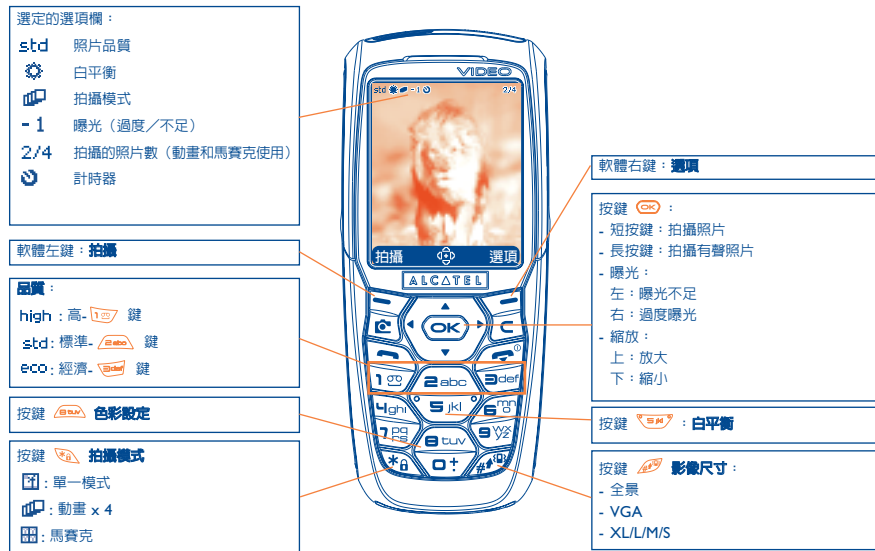 選定的選項欄：
std 照片品質
白平衡
拍攝模式
- 1 曝光（過度／不足）
2/4 拍攝的照片數（動畫和馬賽克使用）
計時器
軟體左鍵：拍攝
品質：
high：高- 1 鍵
std：標準- 2abc 鍵
eco：經濟- 3def 鍵
按鍵 8tuv 色彩設定
按鍵 * 拍攝模式
：單一模式
：動畫 x 4
：馬賽克
VIDEO
std - 1 2/4
拍攝 選項
ALCATEL
OK C
1 2abc 3def
4ghi 5jkl 6mno
7pqrs 8tuv 9wxyz
* 0 #
軟體右鍵：選項
按鍵 OK：
- 短按鍵：拍攝照片
- 長按鍵：拍攝有聲照片
- 曝光：
左：曝光不足
右：過度曝光
- 縮放：
上：放大
下：縮小
按鍵 5jkl：白平衡
按鍵 # 影像尺寸：
- 全景
- VGA
- XL/L/M/S